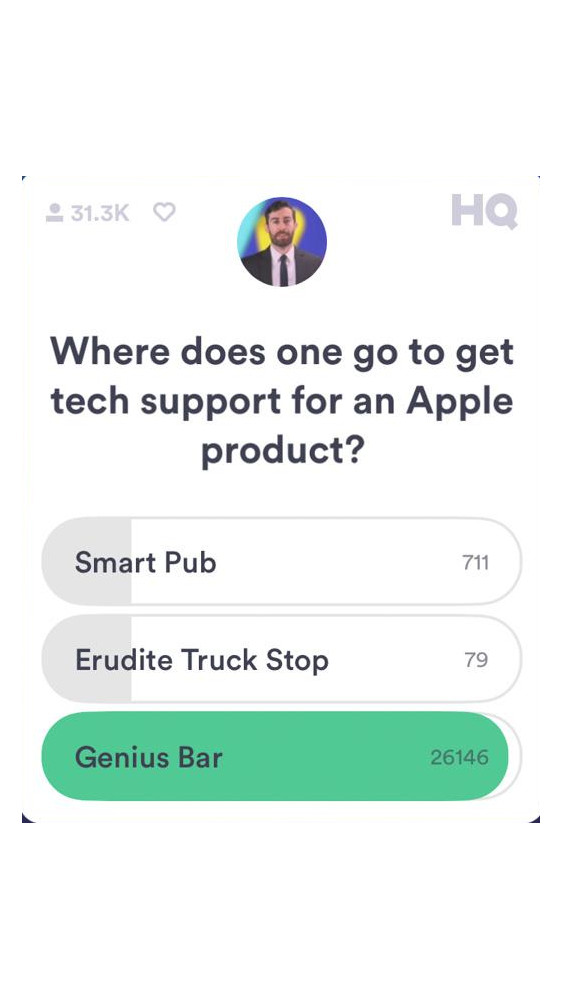 31.3K
HQ
Where does one go to get
tech support for an Apple
product?
Smart Pub 711
Erudite Truck Stop 79
Genius Bar 26146